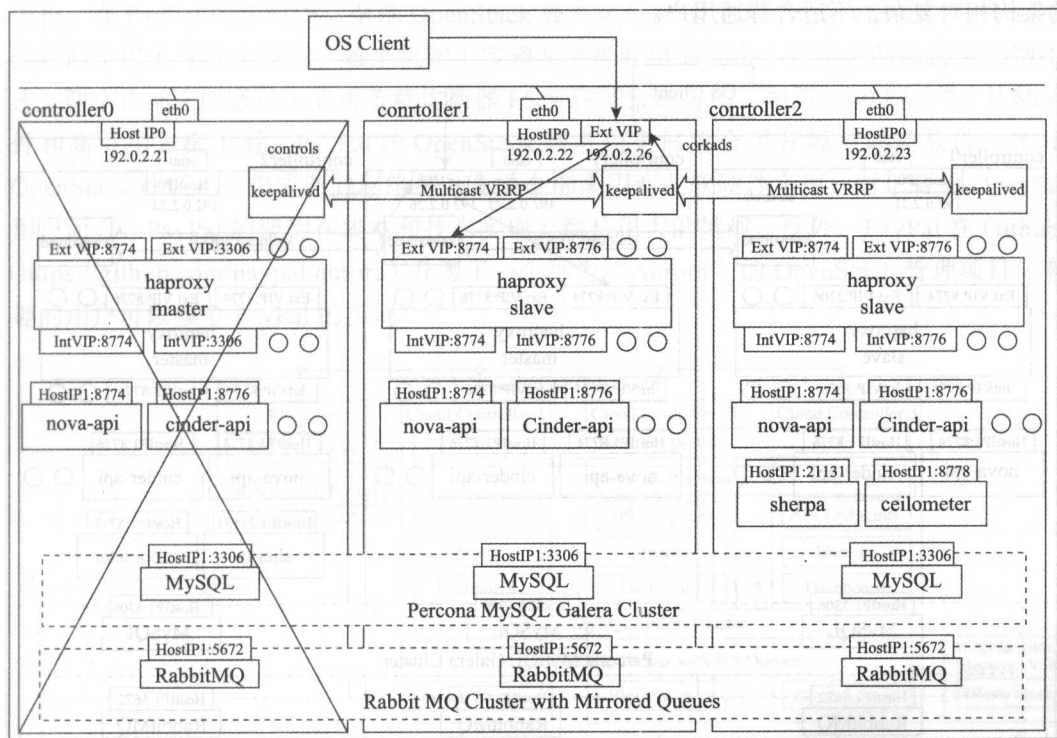 OS Client
controller0
eth0
Host IP0
192.0.2.21
controls
keepalived
Multicast VRRP
Ext VIP:8774
Ext VIP:3306
haproxy
master
IntVIP:8774
IntVIP:3306
HostIP1:8774
HostIP1:8776
nova-api
cinder-api
HostIP1:3306
MySQL
HostIP1:5672
RabbitMQ
conrtoller1
eth0
HostIP0
Ext VIP
192.0.2.22
192.0.2.26
corkads
keepalived
Multicast VRRP
Ext VIP:8774
Ext VIP:8776
haproxy
slave
IntVIP:8774
IntVIP:8776
HostIP1:8774
HostIP1:8776
nova-api
Cinder-api
HostIP1:3306
MySQL
Percona MySQL Galera Cluster
HostIP1:5672
RabbitMQ
Rabbit MQ Cluster with Mirrored Queues
conrtoller2
eth0
HostIP0
192.0.2.23
keepalived
Ext VIP:8774
Ext VIP:8776
haproxy
slave
IntVIP:8774
IntVIP:8776
HostIP1:8774
HostIP1:8776
nova-api
Cinder-api
HostIP1:21131
HostIP1:8778
sherpa
ceilometer
HostIP1:3306
MySQL
HostIP1:5672
RabbitMQ